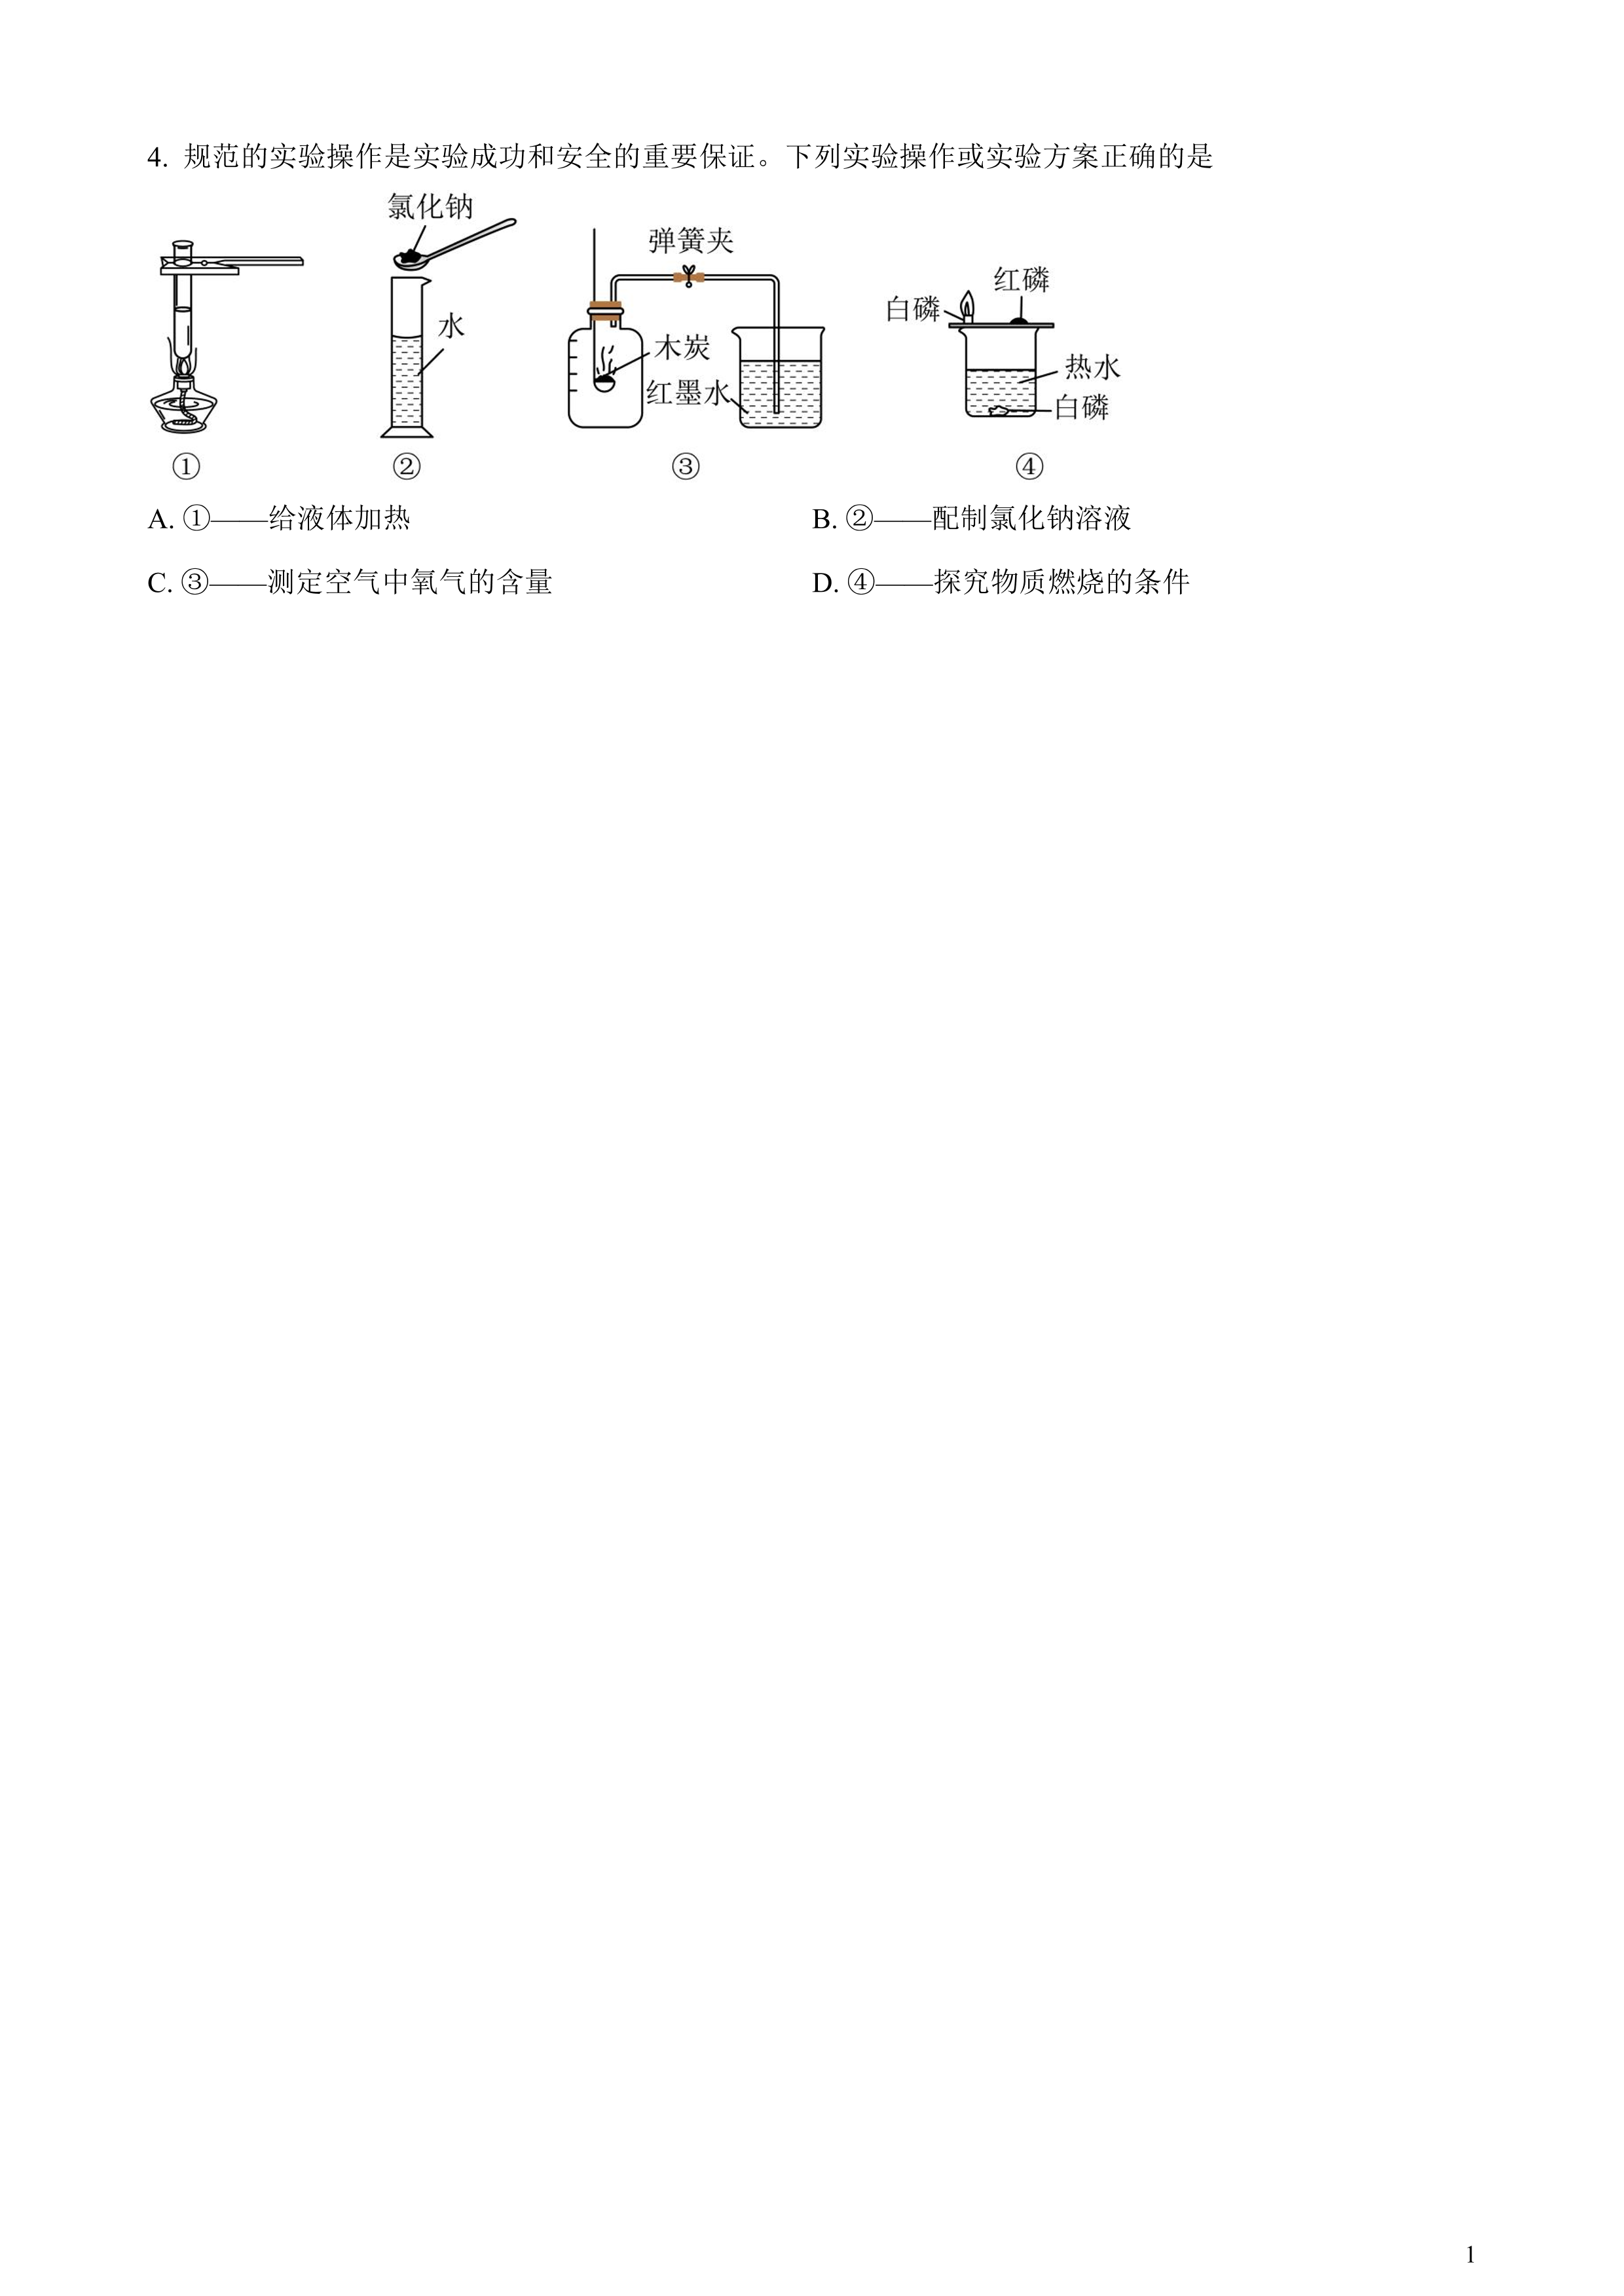 4. 规范的实验操作是实验成功和安全的重要保证。下列实验操作或实验方案正确的是
氯化钠
水
弹簧夹
木炭
红墨水
红磷
白磷
热水
白磷
① ② ③ ④
A. ①——给液体加热 B. ②——配制氯化钠溶液
C. ③——测定空气中氧气的含量 D. ④——探究物质燃烧的条件
1